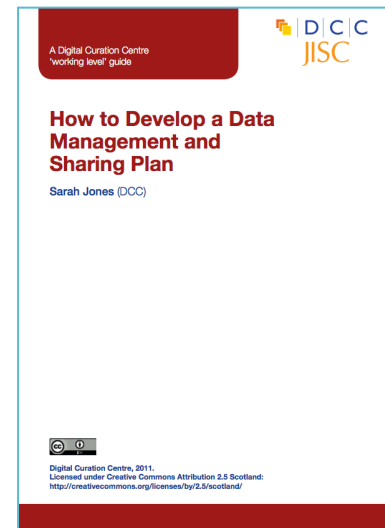 A Digital Curation Centre
'working level' guide
D|C|C
JISC
How to Develop a Data
Management and
Sharing Plan
Sarah Jones (DCC)
cc
BY
Digital Curation Centre, 2011.
Licensed under Creative Commons Attribution 2.5 Scotland:
http://creativecommons.org/licenses/by/2.5/scotland/